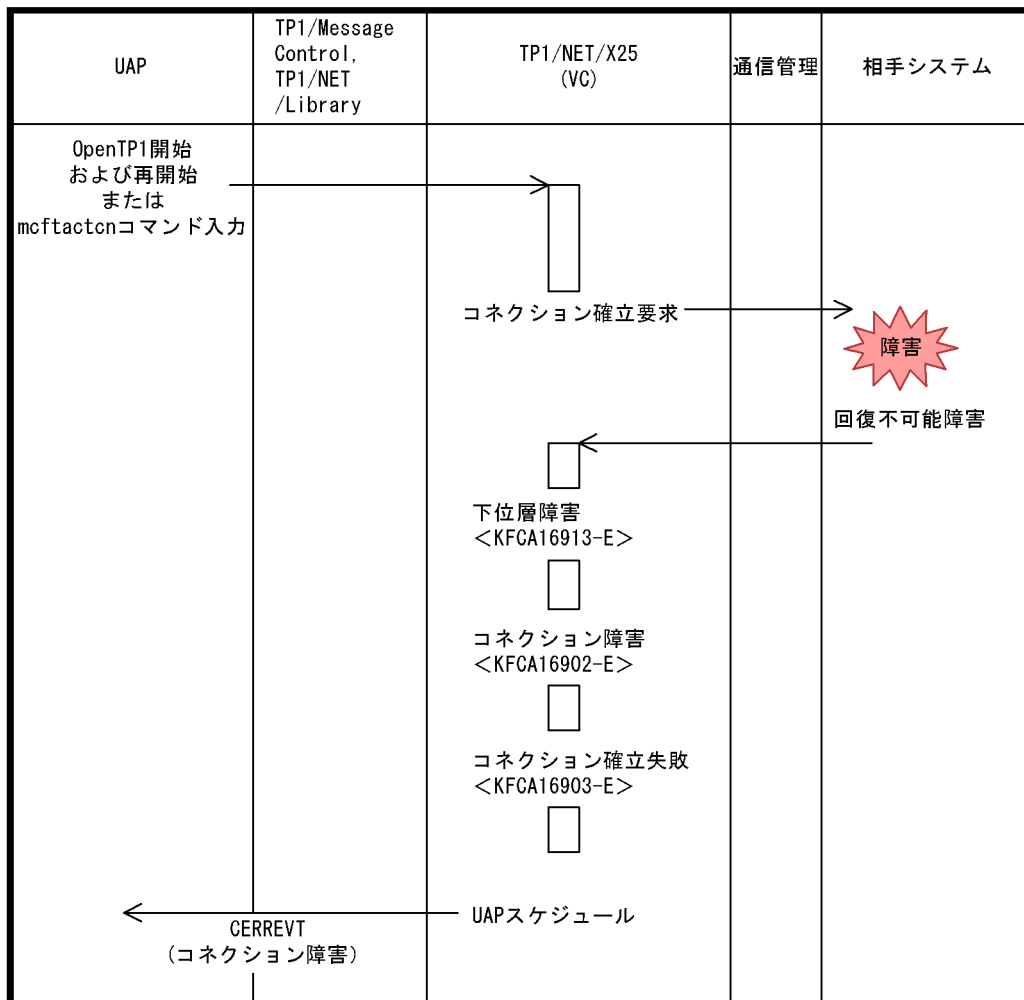 UAP
TP1/Message
Control,
TP1/NET
/Library
TP1/NET/X25
(VC)
通信管理
相手システム
OpenTP1開始
および再開始
または
mcftactcnコマンド入力
コネクション確立要求
障害
回復不可能障害
下位層障害
<KFCA16913-E>
コネクション障害
<KFCA16902-E>
コネクション確立失敗
<KFCA16903-E>
UAPスケジュール
CERREVT
(コネクション障害)